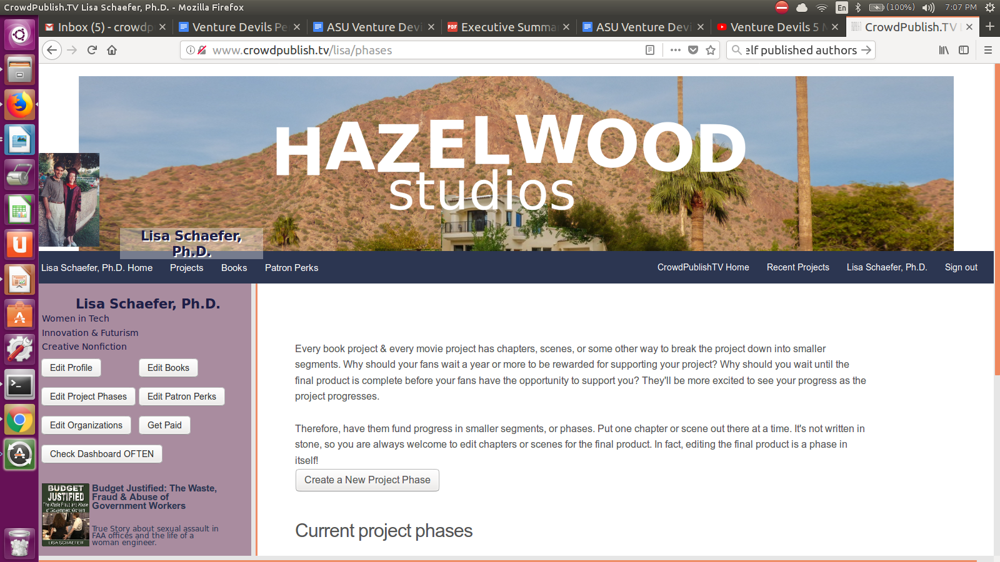 CrowdPublish.TV Lisa Schaefer, Ph.D. - Mozilla Firefox
En
(100%)
7:07 PM
Inbox (5) - crowdp
Venture Devils Pe
ASU Venture Devi
PDF
Executive Summa
ASU Venture Devi
Venture Devils 5 M
CrowdPublish.TV
www.crowdpublish.tv/lisa/phases
elf published authors
HAZELWOOD
studios
Lisa Schaefer,
Ph.D.
Lisa Schaefer, Ph.D. Home
Projects
Books
Patron Perks
CrowdPublishTV Home
Recent Projects
Lisa Schaefer, Ph.D.
Sign out
Lisa Schaefer, Ph.D.
Women in Tech
Innovation & Futurism
Creative Nonfiction
Edit Profile
Edit Books
Edit Project Phases
Edit Patron Perks
Edit Organizations
Get Paid
Check Dashboard OFTEN
BUDGET
JUSTIFIED
The Waste Fraud and Abuse
of Government Workers
LISA SCHAEFER
Budget Justified: The Waste,
Fraud & Abuse of
Government Workers
True Story about sexual assault in
FAA offices and the life of a
woman engineer.
Every book project & every movie project has chapters, scenes, or some other way to break the project down into smaller
segments. Why should your fans wait a year or more to be rewarded for supporting your project? Why should you wait until the
final product is complete before your fans have the opportunity to support you? They'll be more excited to see your progress as the
project progresses.
Therefore, have them fund progress in smaller segments, or phases. Put one chapter or scene out there at a time. It's not written in
stone, so you are always welcome to edit chapters or scenes for the final product. In fact, editing the final product is a phase in
itself!
Create a New Project Phase
Current project phases